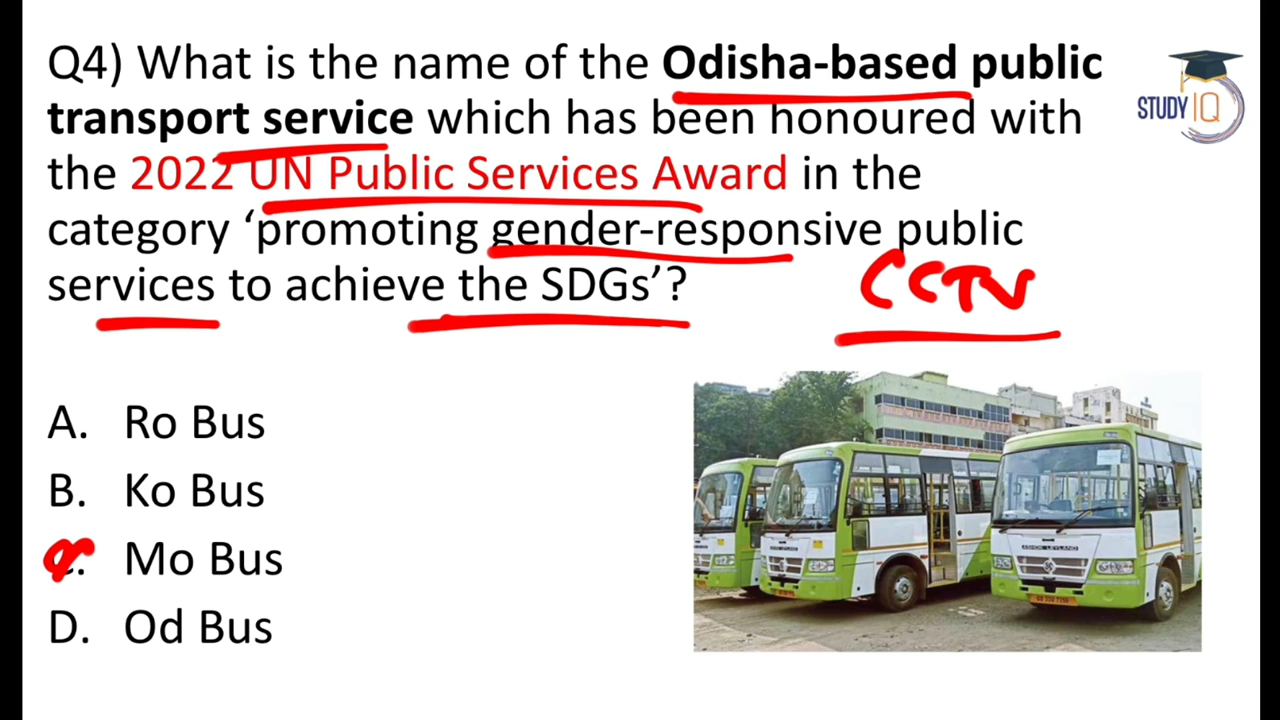 Q4) What is the name of the Odisha-based public
transport service which has been honoured with
the 2022 UN Public Services Award in the
category ‘promoting gender-responsive public
services to achieve the SDGs’?
CCTV
STUDY IQ
A. Ro Bus
B. Ko Bus
C. Mo Bus
D. Od Bus
ASHOK LEYLAND